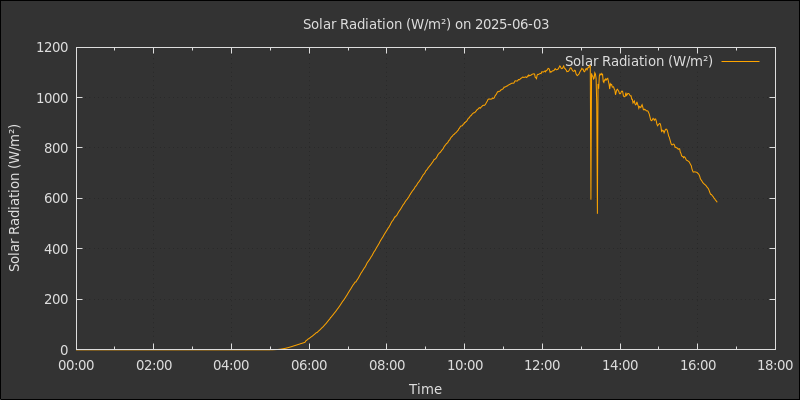 Solar Radiation (W/m²) on 2025-06-03
Solar Radiation (W/m²)
Solar Radiation (W/m²)
1200
1000
800
600
400
200
0
00:00 02:00 04:00 06:00 08:00 10:00 12:00 14:00 16:00 18:00
Time